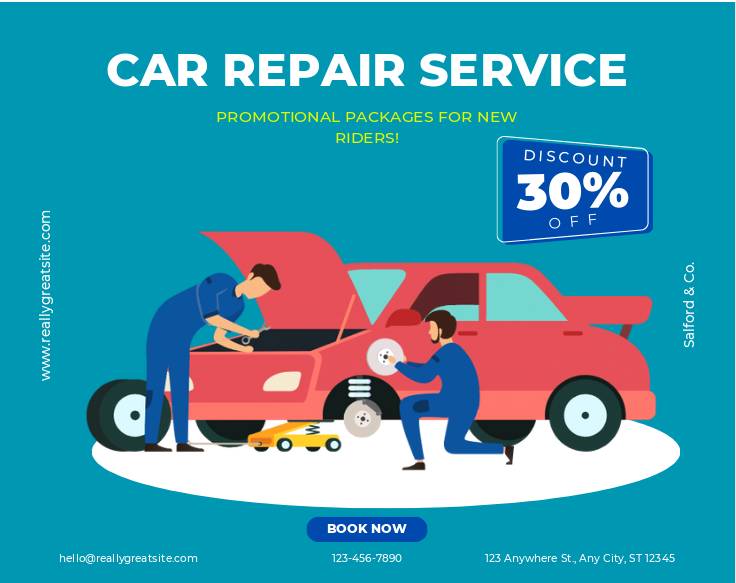 CAR REPAIR SERVICE
PROMOTIONAL PACKAGES FOR NEW
RIDERS!
DISCOUNT
30%
OFF
www.reallygreatsite.com
Salford & Co.
BOOK NOW
hello@reallygreatsite.com
123-456-7890
123 Anywhere St., Any City, ST 12345